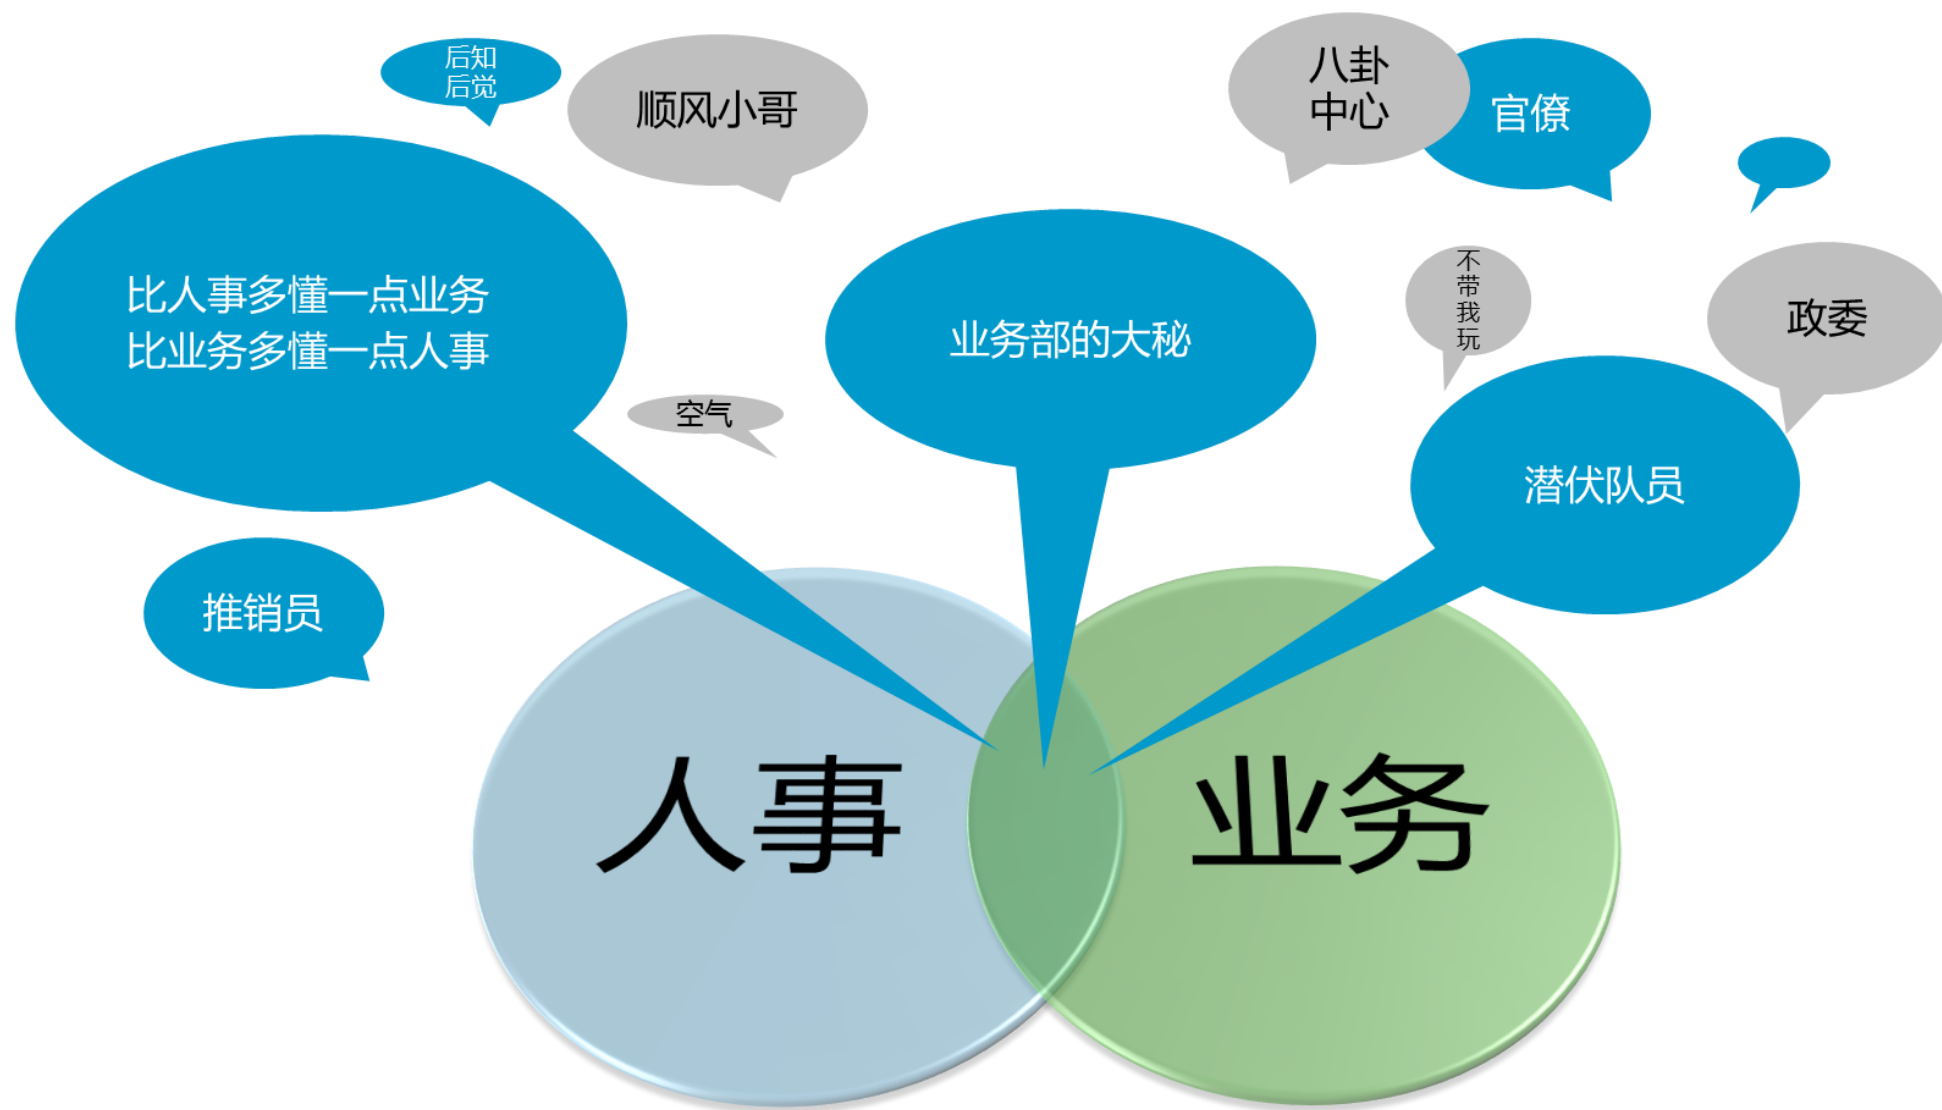 后知
后觉
顺风小哥
八卦
中心
官僚
比人事多懂一点业务
比业务多懂一点人事
业务部的大秘
不
带
我
玩
政委
空气
潜伏队员
推销员
人事
业务